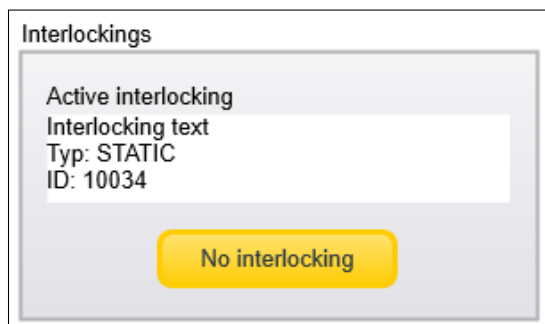 Interlockings
Active interlocking
Interlocking text
Typ: STATIC
ID: 10034
No interlocking